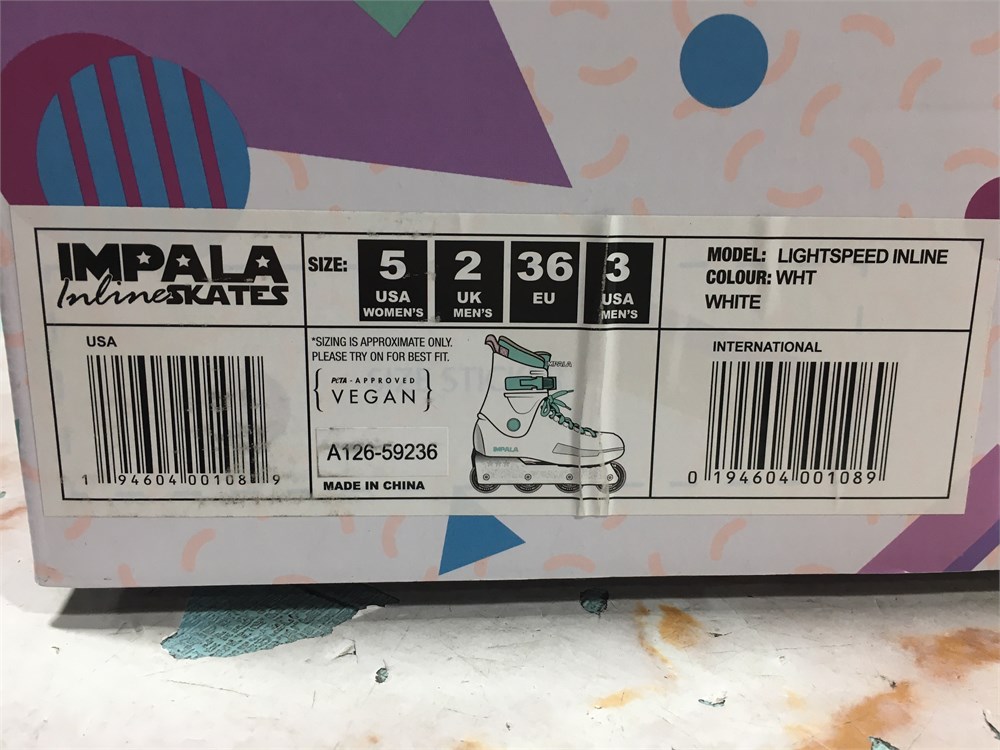 IMPALA
Inline SKATES
SIZE:
5
USA
WOMEN'S
2
UK
MEN'S
36
EU
3
USA
MEN'S
MODEL: LIGHTSPEED INLINE
COLOUR: WHT
WHITE
USA
1 94604 00108 9
*SIZING IS APPROXIMATE ONLY.
PLEASE TRY ON FOR BEST FIT.
PeTA - APPROVED
VEGAN
A126-59236
MADE IN CHINA
IMPALA
IMPALA
INTERNATIONAL
0 194604 001089